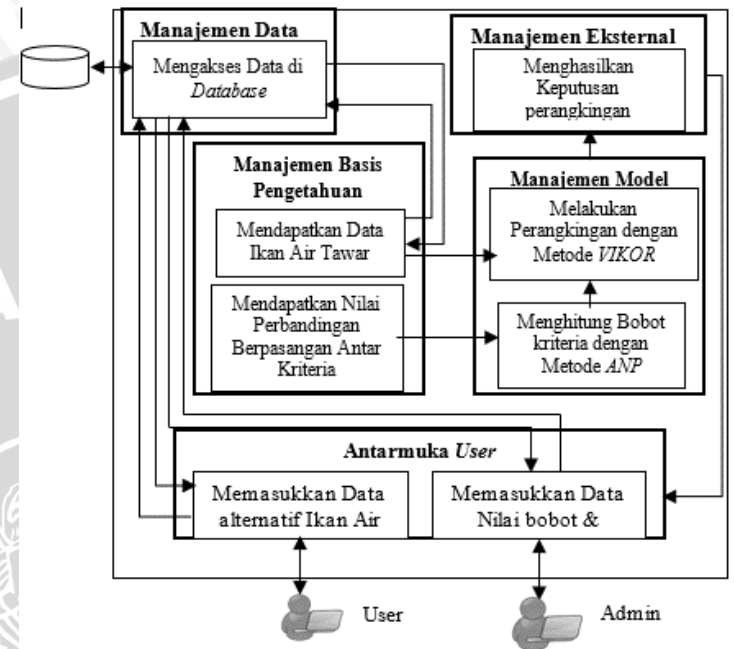 Manajemen Data
Mengakses Data di
Database
Manajemen Eksternal
Menghasilkan
Keputusan
perangkingan
Manajemen Basis
Pengetahuan
Mendapatkan Data
Ikan Air Tawar
Mendapatkan Nilai
Perbandingan
Berpasangan Antar
Kriteria
Manajemen Model
Melakukan
Perangkingan dengan
Metode VIKOR
Menghitung Bobot
kriteria dengan
Metode ANP
Antarmuka User
Memasukkan Data
alternatif Ikan Air
Memasukkan Data
Nilai bobot &
User
Admin